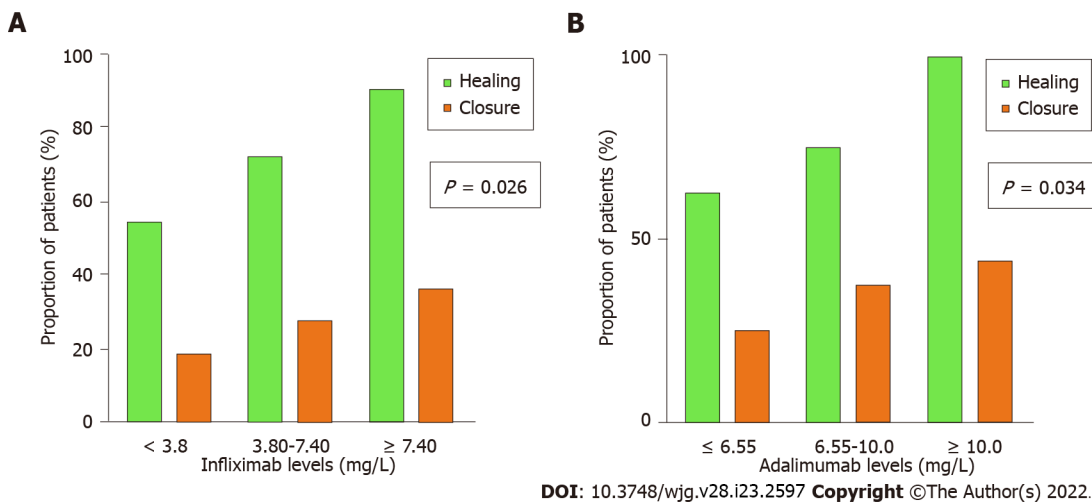 A
Proportion of patients (%)
100
80
60
40
20
0
Healing
Closure
P = 0.026
< 3.8 3.80-7.40 ≥ 7.40
Infliximab levels (mg/L)
B
Proportion of patients (%)
100
50
0
Healing
Closure
P = 0.034
≤ 6.55 6.55-10.0 ≥ 10.0
Adalimumab levels (mg/L)
DOI: 10.3748/wjg.v28.i23.2597 Copyright ©The Author(s) 2022.